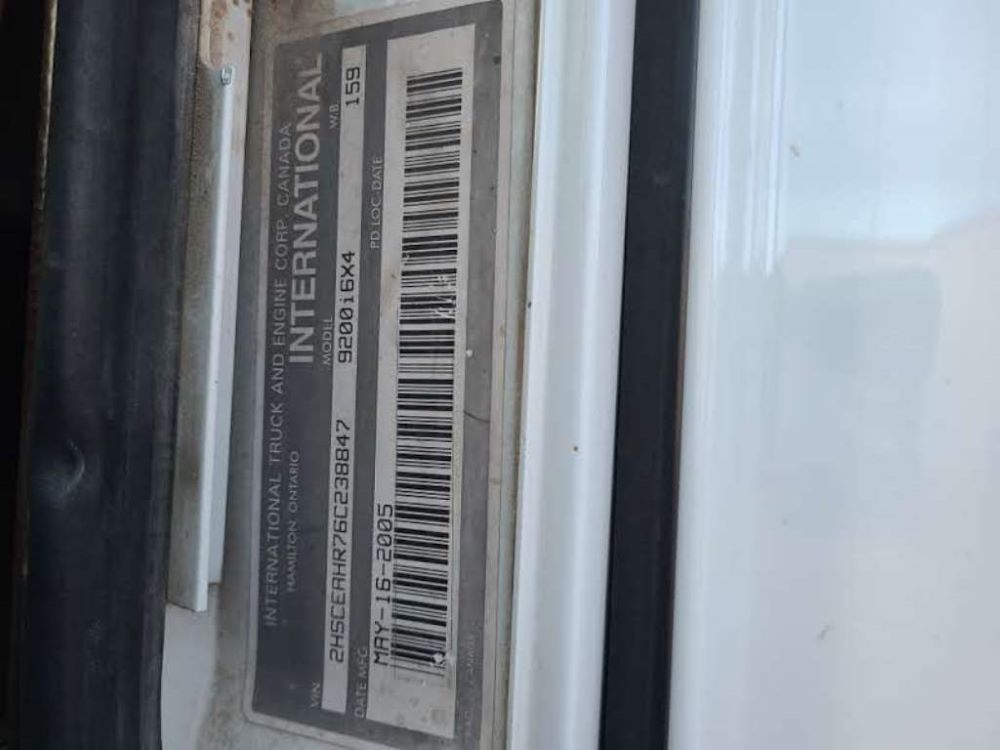 INTERNATIONAL TRUCK AND ENGINE CORP. CANADA
HAMILTON ONTARIO
INTERNATIONAL
VIN MODEL W.B.
2HSCEAHR76C238847 9200i6X4 159
DATE MFG PD LOC-DATE
MAY-16-2005
CANADA